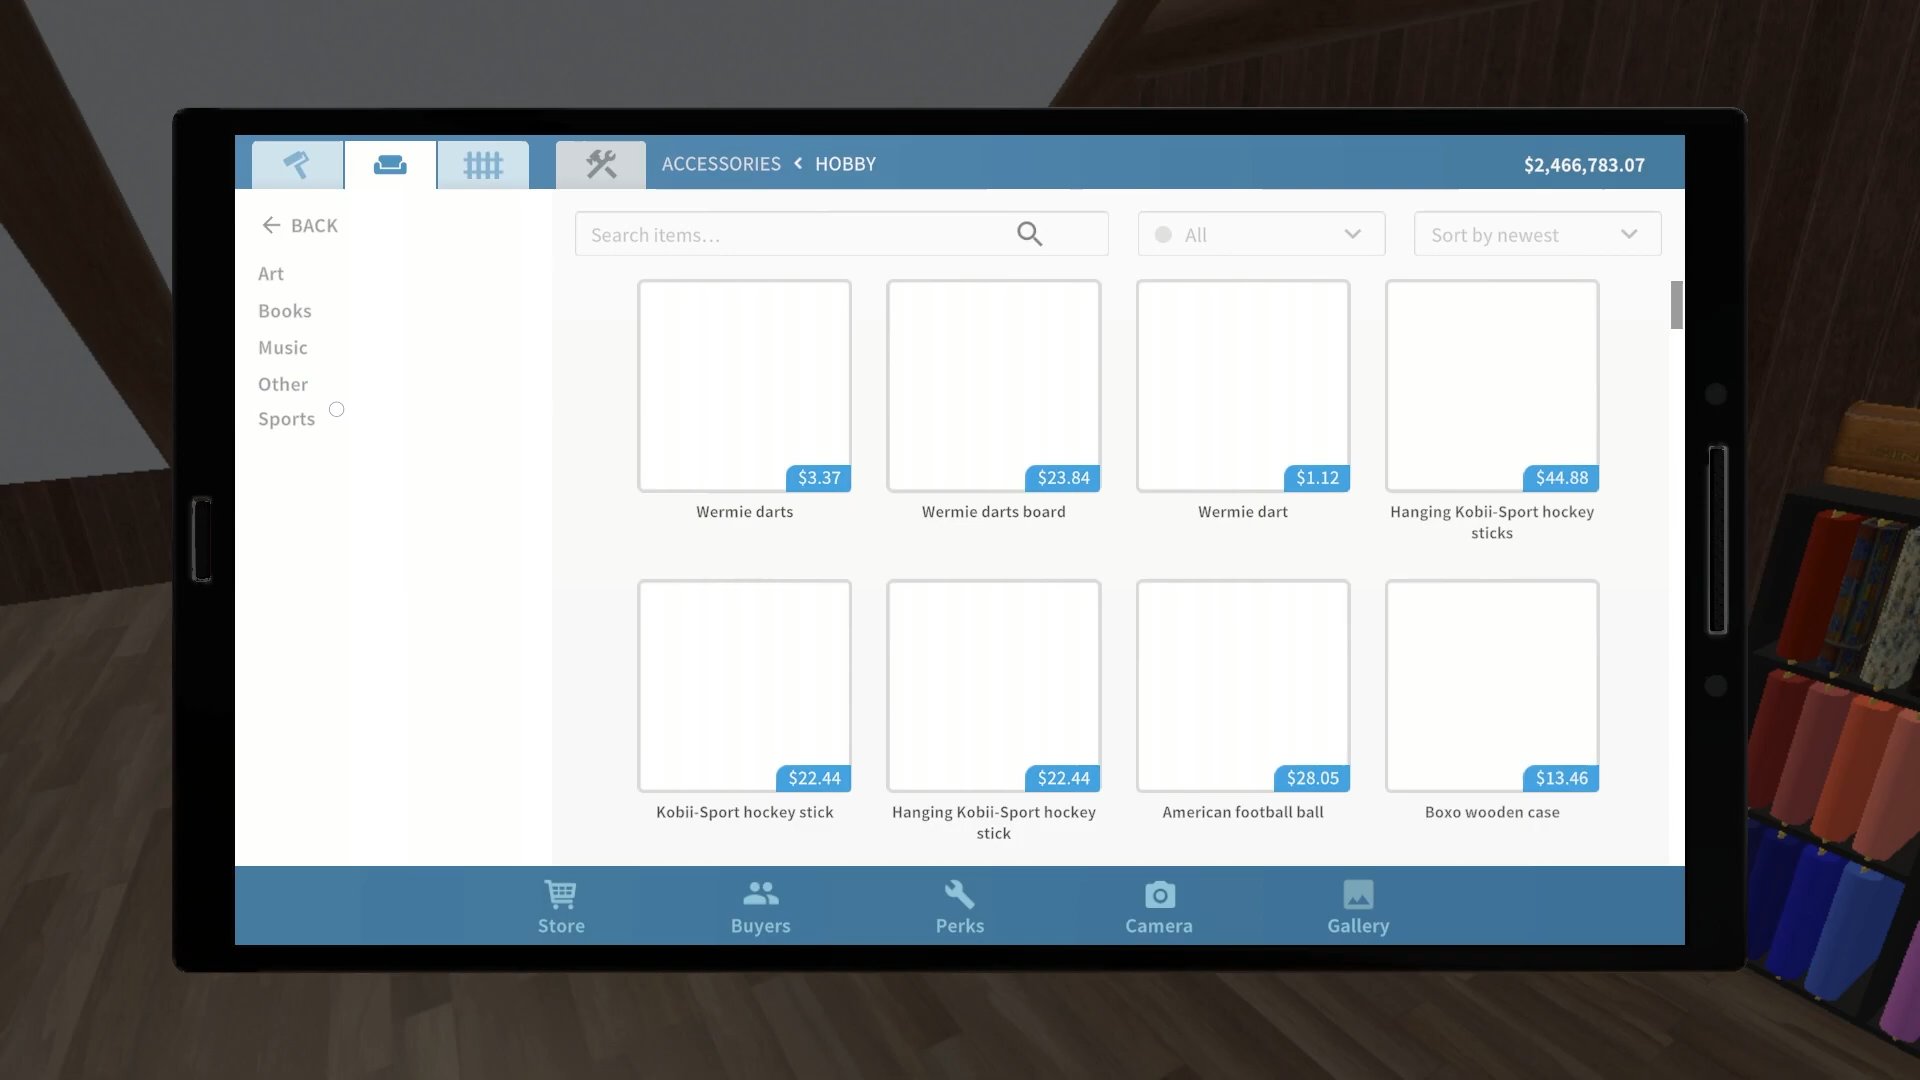 ACCESSORIES < HOBBY
$2,466,783.07
BACK
Art
Books
Music
Other
Sports
Search items...
All
Sort by newest
$3.37
$23.84
$1.12
$44.88
Wermie darts
Wermie darts board
Wermie dart
Hanging Kobii-Sport hockey
sticks
$22.44
$22.44
$28.05
$13.46
Kobii-Sport hockey stick
Hanging Kobii-Sport hockey
stick
American football ball
Boxo wooden case
Store
Buyers
Perks
Camera
Gallery